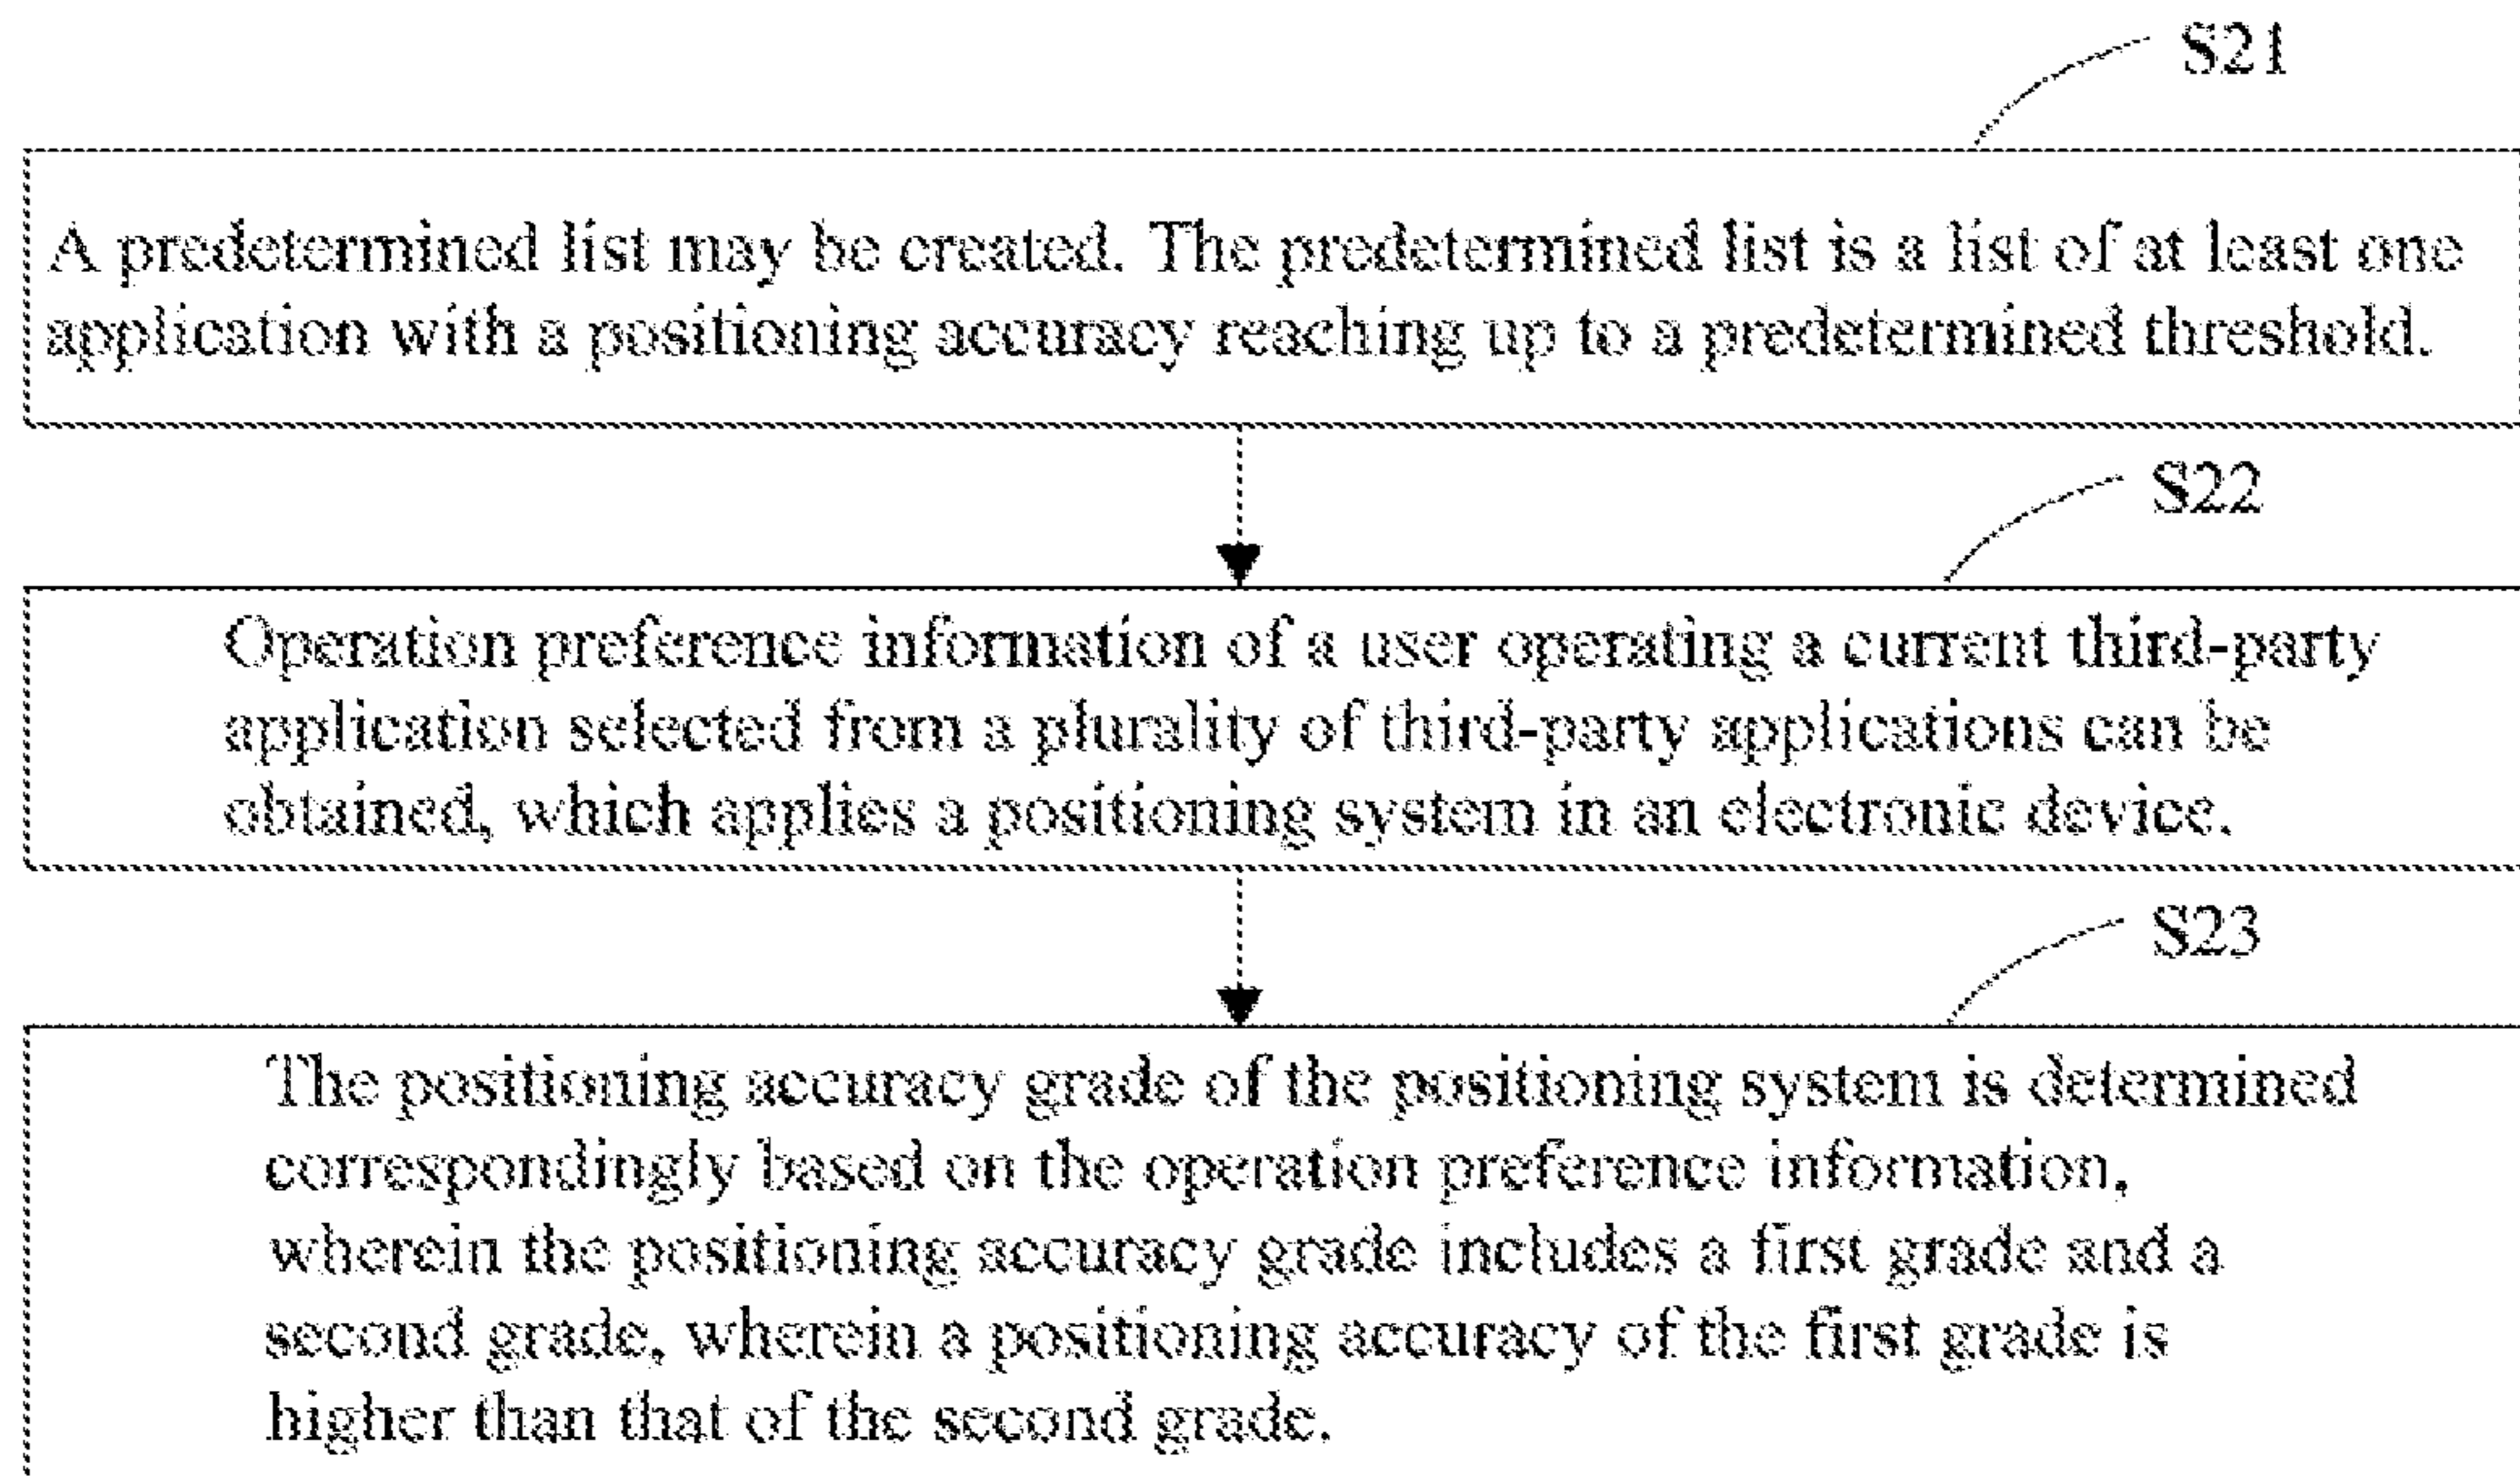 S21
A predetermined list may be created. The predetermined list is a list of at least one
application with a positioning accuracy reaching up to a predetermined threshold.
S22
Operation preference information of a user operating a current third-party
application selected from a plurality of third-party applications can be
obtained, which applies a positioning system in an electronic device.
S23
The positioning accuracy grade of the positioning system is determined
correspondingly based on the operation preference information,
wherein the positioning accuracy grade includes a first grade and a
second grade, wherein a positioning accuracy of the first grade is
higher than that of the second grade.